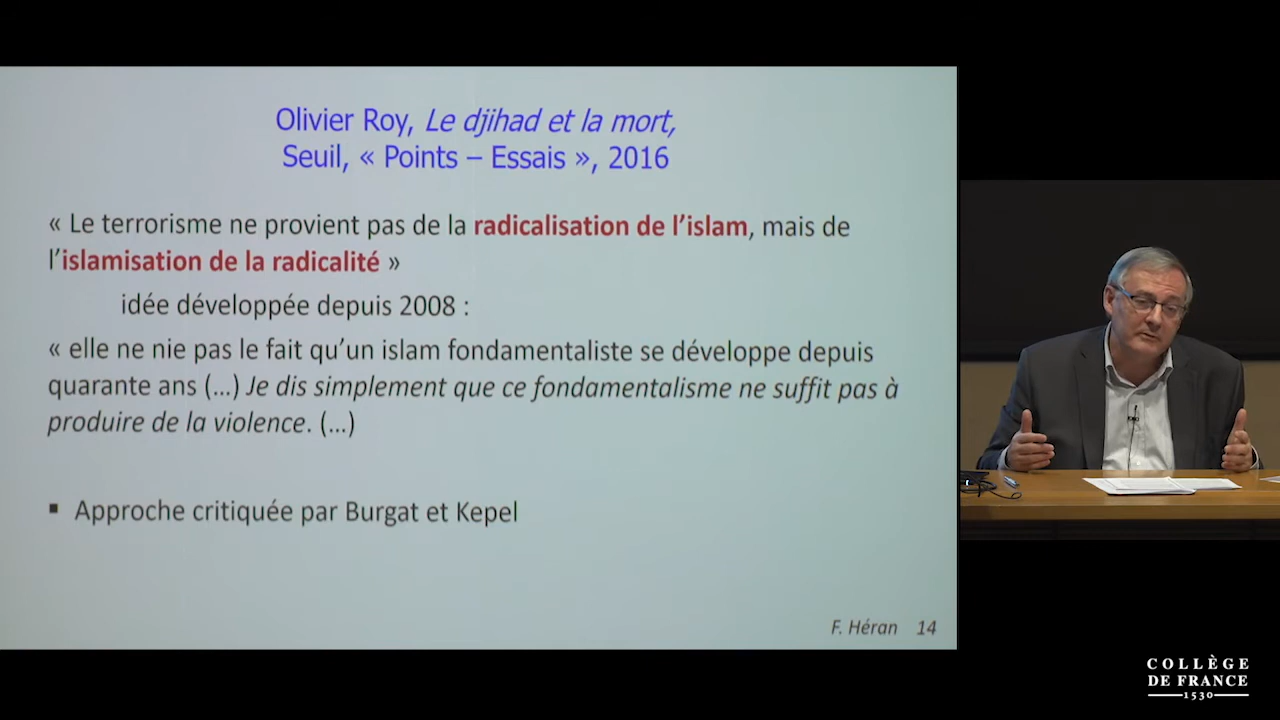 Olivier Roy, Le djihad et la mort,
Seuil, « Points – Essais », 2016
« Le terrorisme ne provient pas de la radicalisation de l’islam, mais de
l’islamisation de la radicalité »
idée développée depuis 2008 :
« elle ne nie pas le fait qu’un islam fondamentaliste se développe depuis
quarante ans (…) Je dis simplement que ce fondamentalisme ne suffit pas à
produire de la violence. (…)
▪ Approche critiquée par Burgat et Kepel
F. Héran 14
COLLÈGE
DE FRANCE
1530